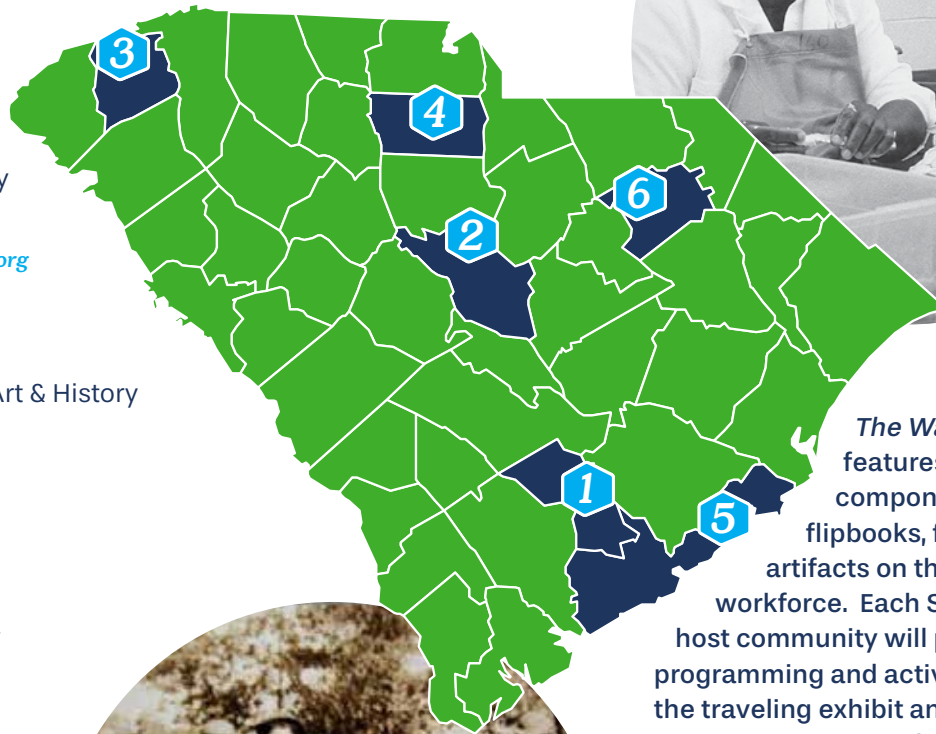 3
4
y
6
2
org
Art & History
The Wa
features
compon
1
5
flipbooks, f
artifacts on th
workforce. Each S
host community will p
programming and activ
the traveling exhibit an